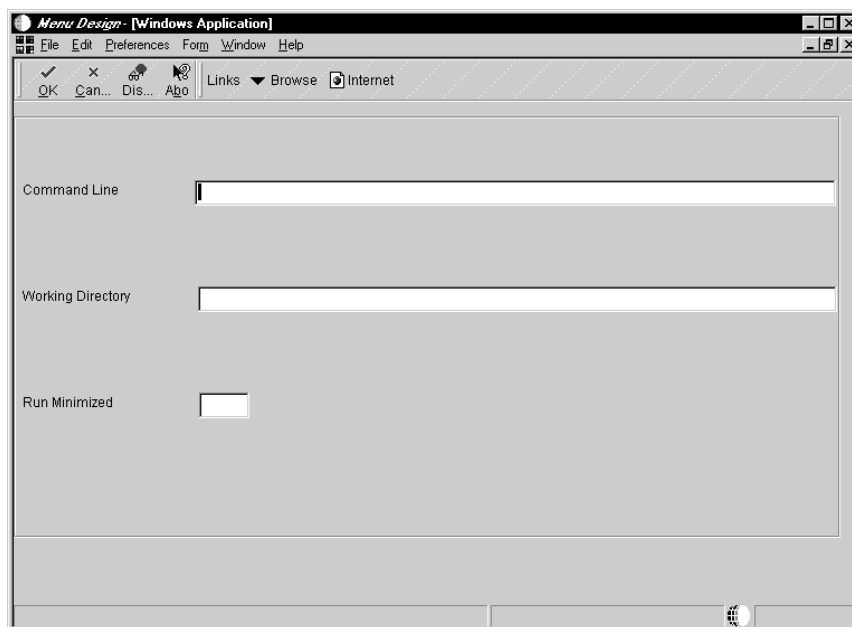 Menu Design - [Windows Application]
File Edit Preferences Form Window Help
OK Can... Dis... Abo Links Browse Internet
Command Line
Working Directory
Run Minimized